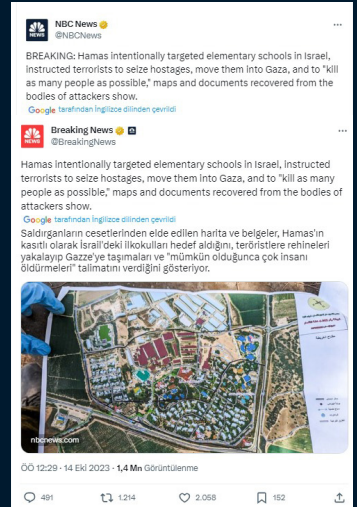 NBC News
@NBCNews
BREAKING: Hamas intentionally targeted elementary schools in Israel,
instructed terrorists to seize hostages, move them into Gaza, and to "kill
as many people as possible," maps and documents recovered from the
bodies of attackers show.
Google tarafından İngilizce dilinden çevrildi
Breaking News
@BreakingNews
Hamas intentionally targeted elementary schools in Israel, instructed
terrorists to seize hostages, move them into Gaza, and to "kill as many
people as possible," maps and documents recovered from the bodies of
attackers show.
Google tarafından İngilizce dilinden çevrildi
Saldırganların cesetlerinden elde edilen harita ve belgeler, Hamas'ın
kasıtlı olarak İsrail'deki ilkokulları hedef aldığını, teröristlere rehineleri
yakalayıp Gazze'ye taşımaları ve "mümkün olduğunca çok insanı
öldürmeleri" talimatını verdiğini gösteriyor.
nbcnews.com
ÖÖ 12:29 · 14 Eki 2023 · 1,4 Mn Görüntülenme
491 1.214 2.058 152